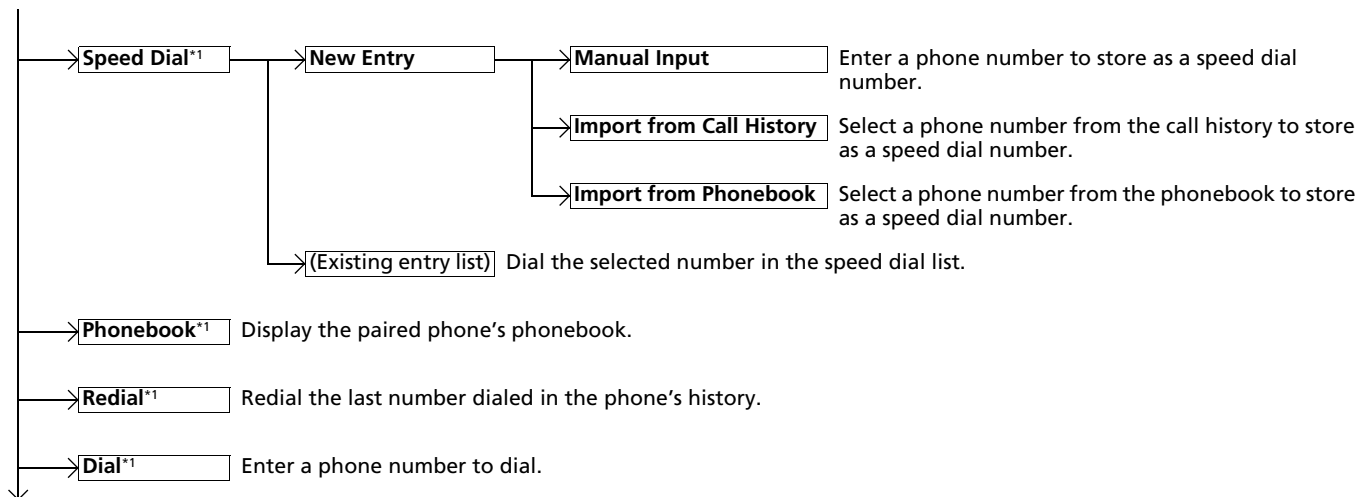 Speed Dial*1
New Entry
Manual Input
Enter a phone number to store as a speed dial
number.
Import from Call History
Select a phone number from the call history to store
as a speed dial number.
Import from Phonebook
Select a phone number from the phonebook to store
as a speed dial number.
(Existing entry list)
Dial the selected number in the speed dial list.
Phonebook*1
Display the paired phone’s phonebook.
Redial*1
Redial the last number dialed in the phone’s history.
Dial*1
Enter a phone number to dial.